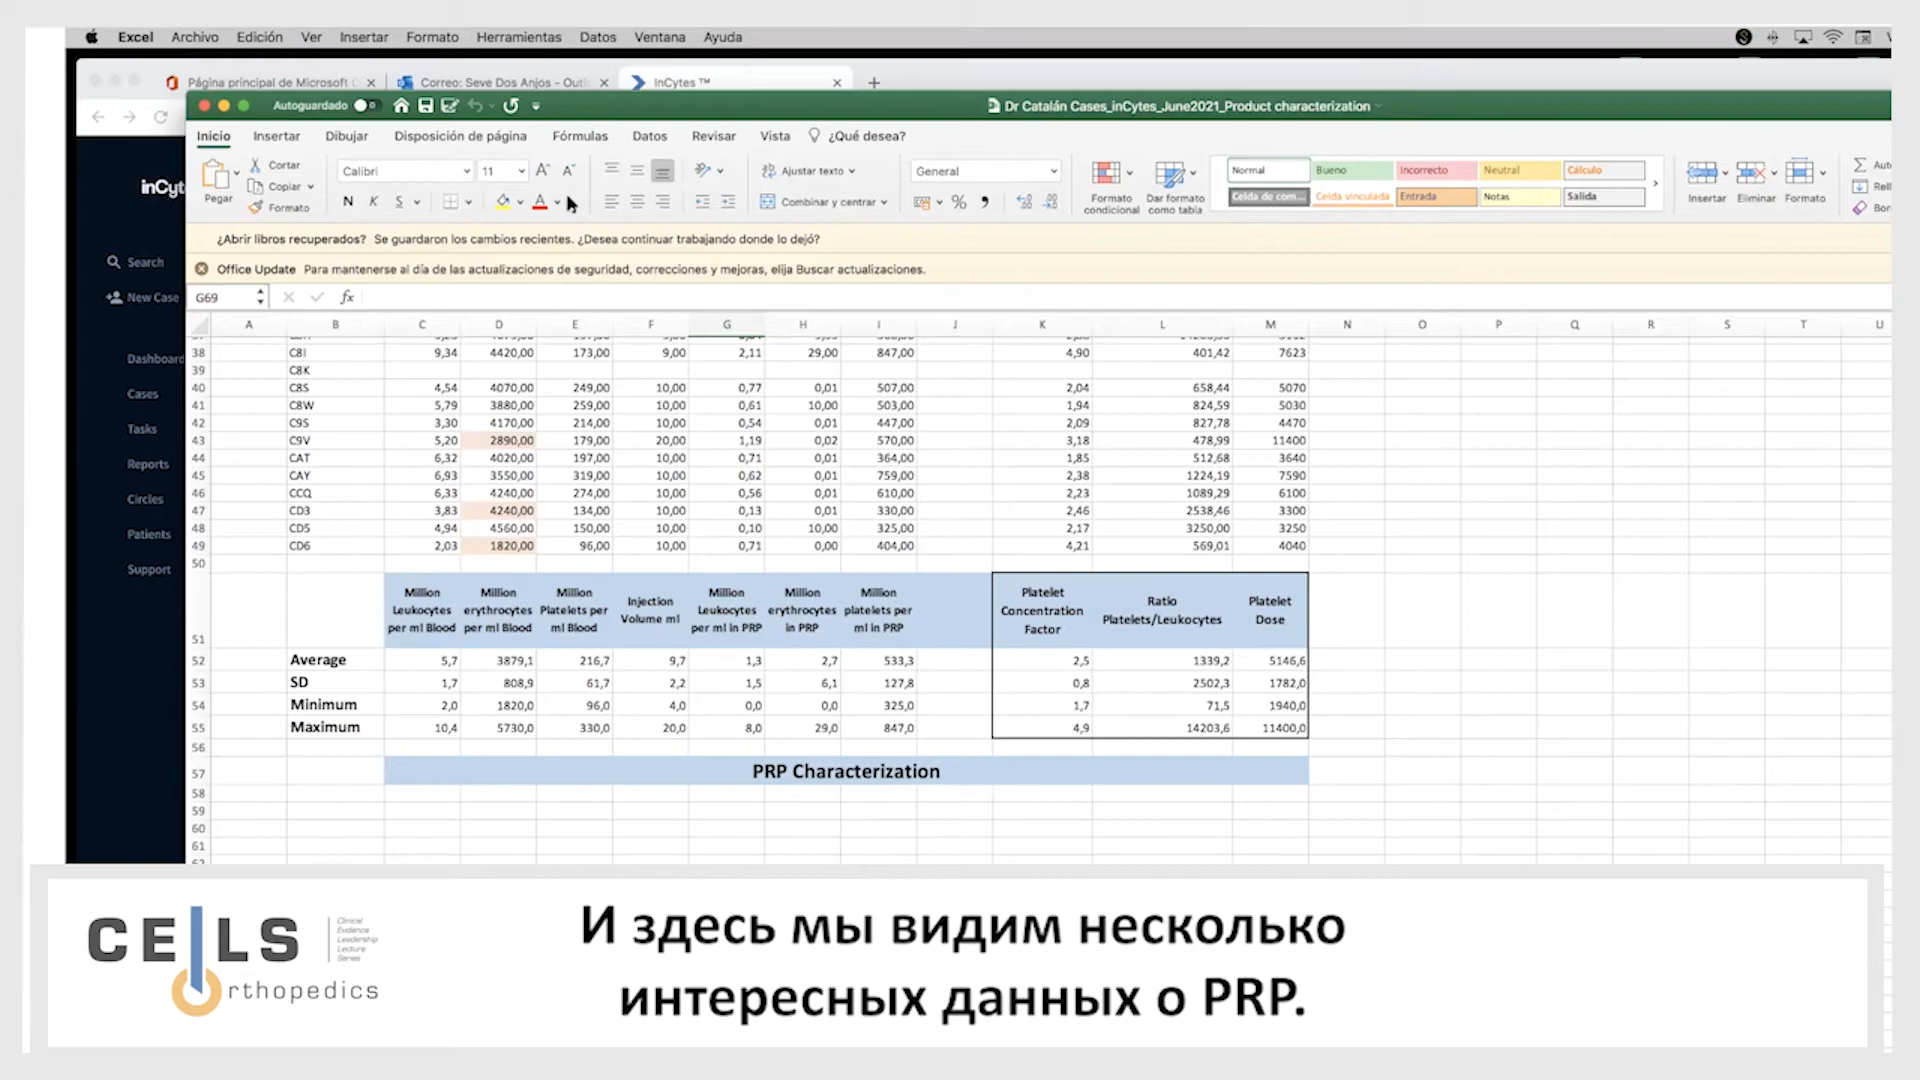 Excel Archivo Edición Ver Insertar Formato Herramientas Datos Ventana Ayuda
Página principal de Microsoft Correo: Seve Dos Anjos - Outl InCytes ™
Autoguardado Dr Catalán Cases_inCytes_June2021_Product characterization
Inicio Insertar Dibujar Disposición de página Fórmulas Datos Revisar Vista ¿Qué desea?
Pegar Cortar Copiar Formato
Calibri 11
N K S
Ajustar texto
Combinar y centrar
General
Formato condicional
Dar formato como tabla
Normal Bueno Incorrecto Neutral Cálculo
Celda de com... Celda vinculada Entrada Notas Salida
Insertar Eliminar Formato
¿Abrir libros recuperados? Se guardaron los cambios recientes. ¿Desea continuar trabajando donde lo dejó?
Office Update Para mantenerse al día de las actualizaciones de seguridad, correcciones y mejoras, elija Buscar actualizaciones.
G69 fx
inCyt
Search
New Case
Dashboard
Cases
Tasks
Reports
Circles
Patients
Support
A B C D E F G H I J K L M N O P Q R S T U
38 C8I 9,34 4420,00 173,00 9,00 2,11 29,00 847,00 4,90 401,42 7623
39 C8K
40 C8S 4,54 4070,00 249,00 10,00 0,77 0,01 507,00 2,04 658,44 5070
41 C8W 5,79 3880,00 259,00 10,00 0,61 10,00 503,00 1,94 824,59 5030
42 C9S 3,30 4170,00 214,00 10,00 0,54 0,01 447,00 2,09 827,78 4470
43 C9V 5,20 2890,00 179,00 20,00 1,19 0,02 570,00 3,18 478,99 11400
44 CAT 6,32 4020,00 197,00 10,00 0,71 0,01 364,00 1,85 512,68 3640
45 CAY 6,93 3550,00 319,00 10,00 0,62 0,01 759,00 2,38 1224,19 7590
46 CCQ 6,33 4240,00 274,00 10,00 0,56 0,01 610,00 2,23 1089,29 6100
47 CD3 3,83 4240,00 134,00 10,00 0,13 0,01 330,00 2,46 2538,46 3300
48 CD5 4,94 4560,00 150,00 10,00 0,10 10,00 325,00 2,17 3250,00 3250
49 CD6 2,03 1820,00 96,00 10,00 0,71 0,00 404,00 4,21 569,01 4040
50
51 Million Leukocytes per ml Blood Million erythrocytes per ml Blood Million Platelets per ml Blood Injection Volume ml Million Leukocytes per ml in PRP Million erythrocytes in PRP Million platelets per ml in PRP Platelet Concentration Factor Ratio Platelets/Leukocytes Platelet Dose
52 Average 5,7 3879,1 216,7 9,7 1,3 2,7 533,3 2,5 1339,2 5146,6
53 SD 1,7 808,9 61,7 2,2 1,5 6,1 127,8 0,8 2502,3 1782,0
54 Minimum 2,0 1820,0 96,0 4,0 0,0 0,0 325,0 1,7 71,5 1940,0
55 Maximum 10,4 5730,0 330,0 20,0 8,0 29,0 847,0 4,9 14203,6 11400,0
56
57 PRP Characterization
58
59
60
61
CELLS Orthopedics
Clinical
Evidence
Leadership
Lecture
Series
И здесь мы видим несколько
интересных данных о PRP.